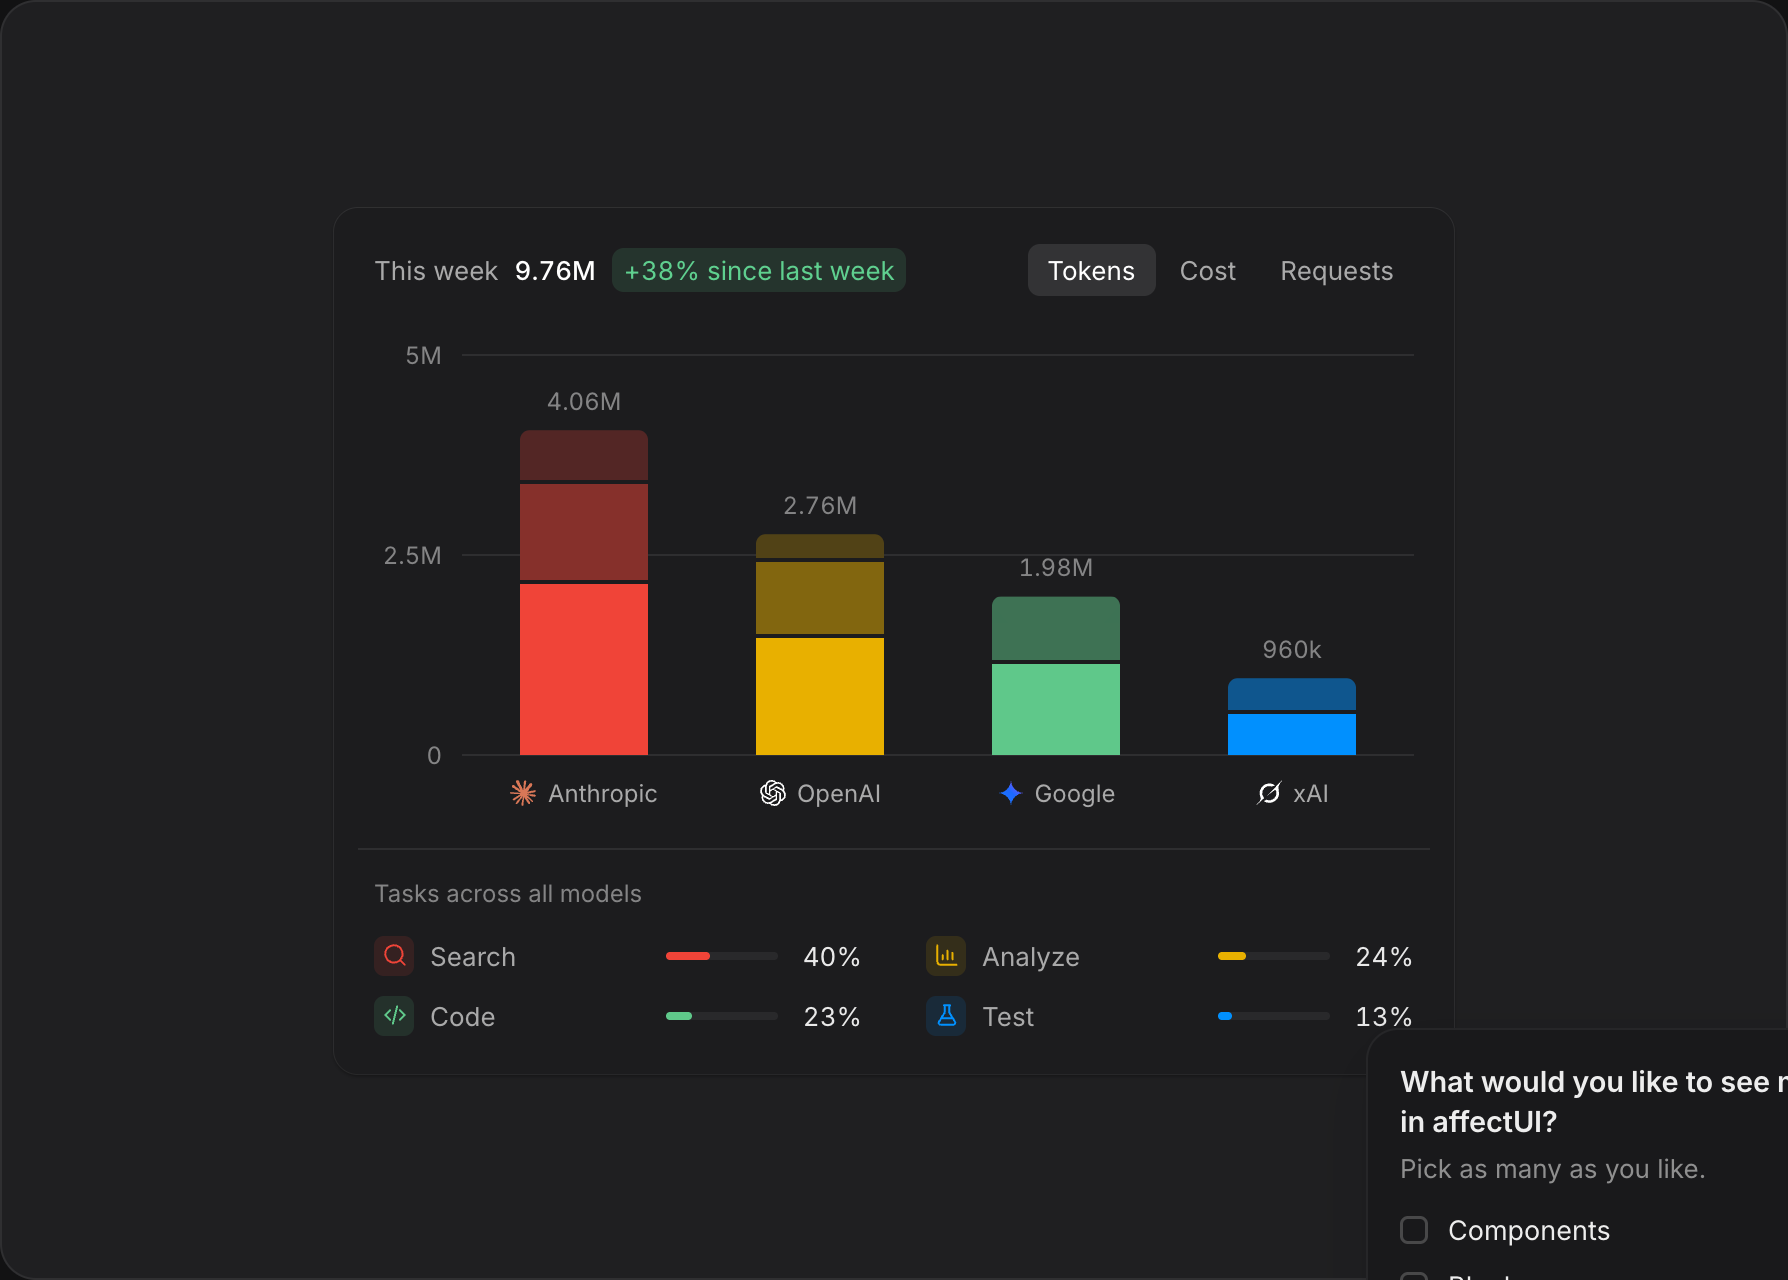 This week 9.76M +38% since last week
Tokens Cost Requests
5M
4.06M
2.76M
2.5M
1.98M
960k
0
Anthropic OpenAI Google xAI
Tasks across all models
Search 40% Analyze 24%
Code 23% Test 13%
What would you like to see
in affectUI?
Pick as many as you like.
Components